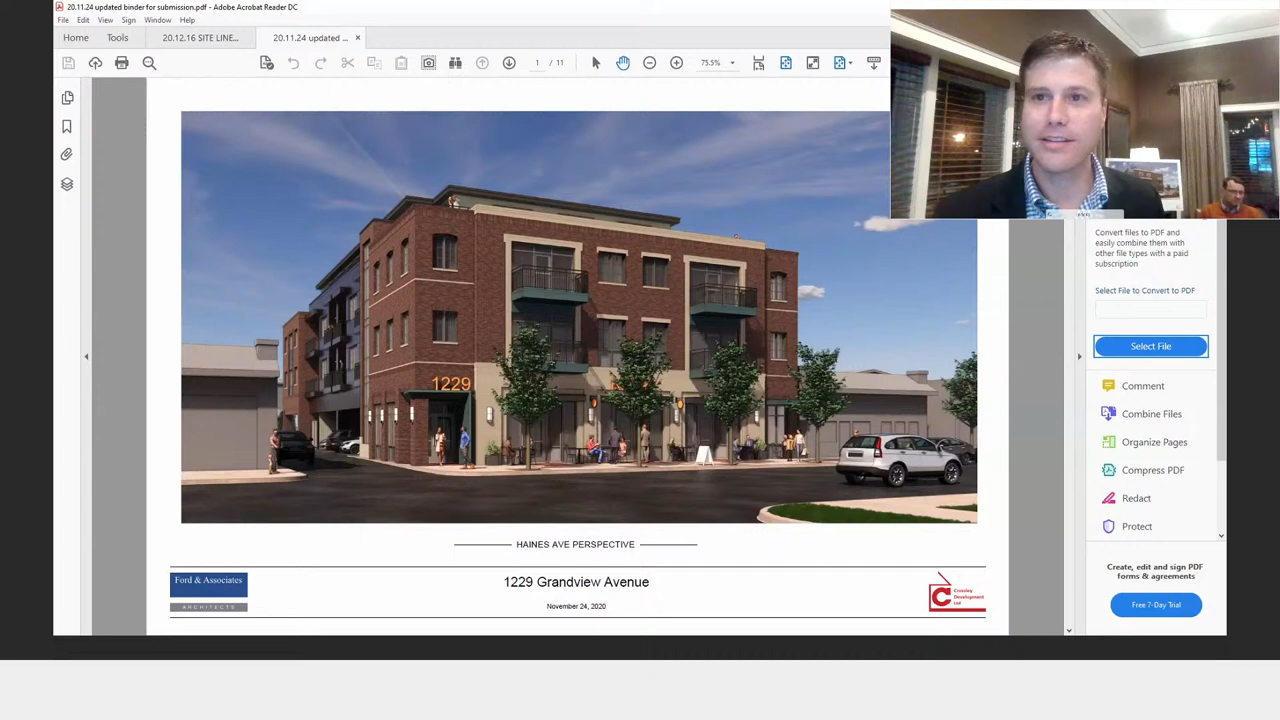 20.11.24 updated binder for submission.pdf - Adobe Acrobat Reader DC
File Edit View Sign Window Help
Home Tools 20.12.16 SITE LINE... 20.11.24 updated ... ×
1 / 11 75.5%
Convert files to PDF and
easily combine them with
other file types with a paid
subscription
Select File to Convert to PDF
Select File
Comment
Combine Files
Organize Pages
Compress PDF
Redact
Protect
Create, edit and sign PDF
forms & agreements
Free 7-Day Trial
1229
HAINES AVE PERSPECTIVE
Ford & Associates
ARCHITECTS
1229 Grandview Avenue
November 24, 2020
C
Crossing
Development
Ltd